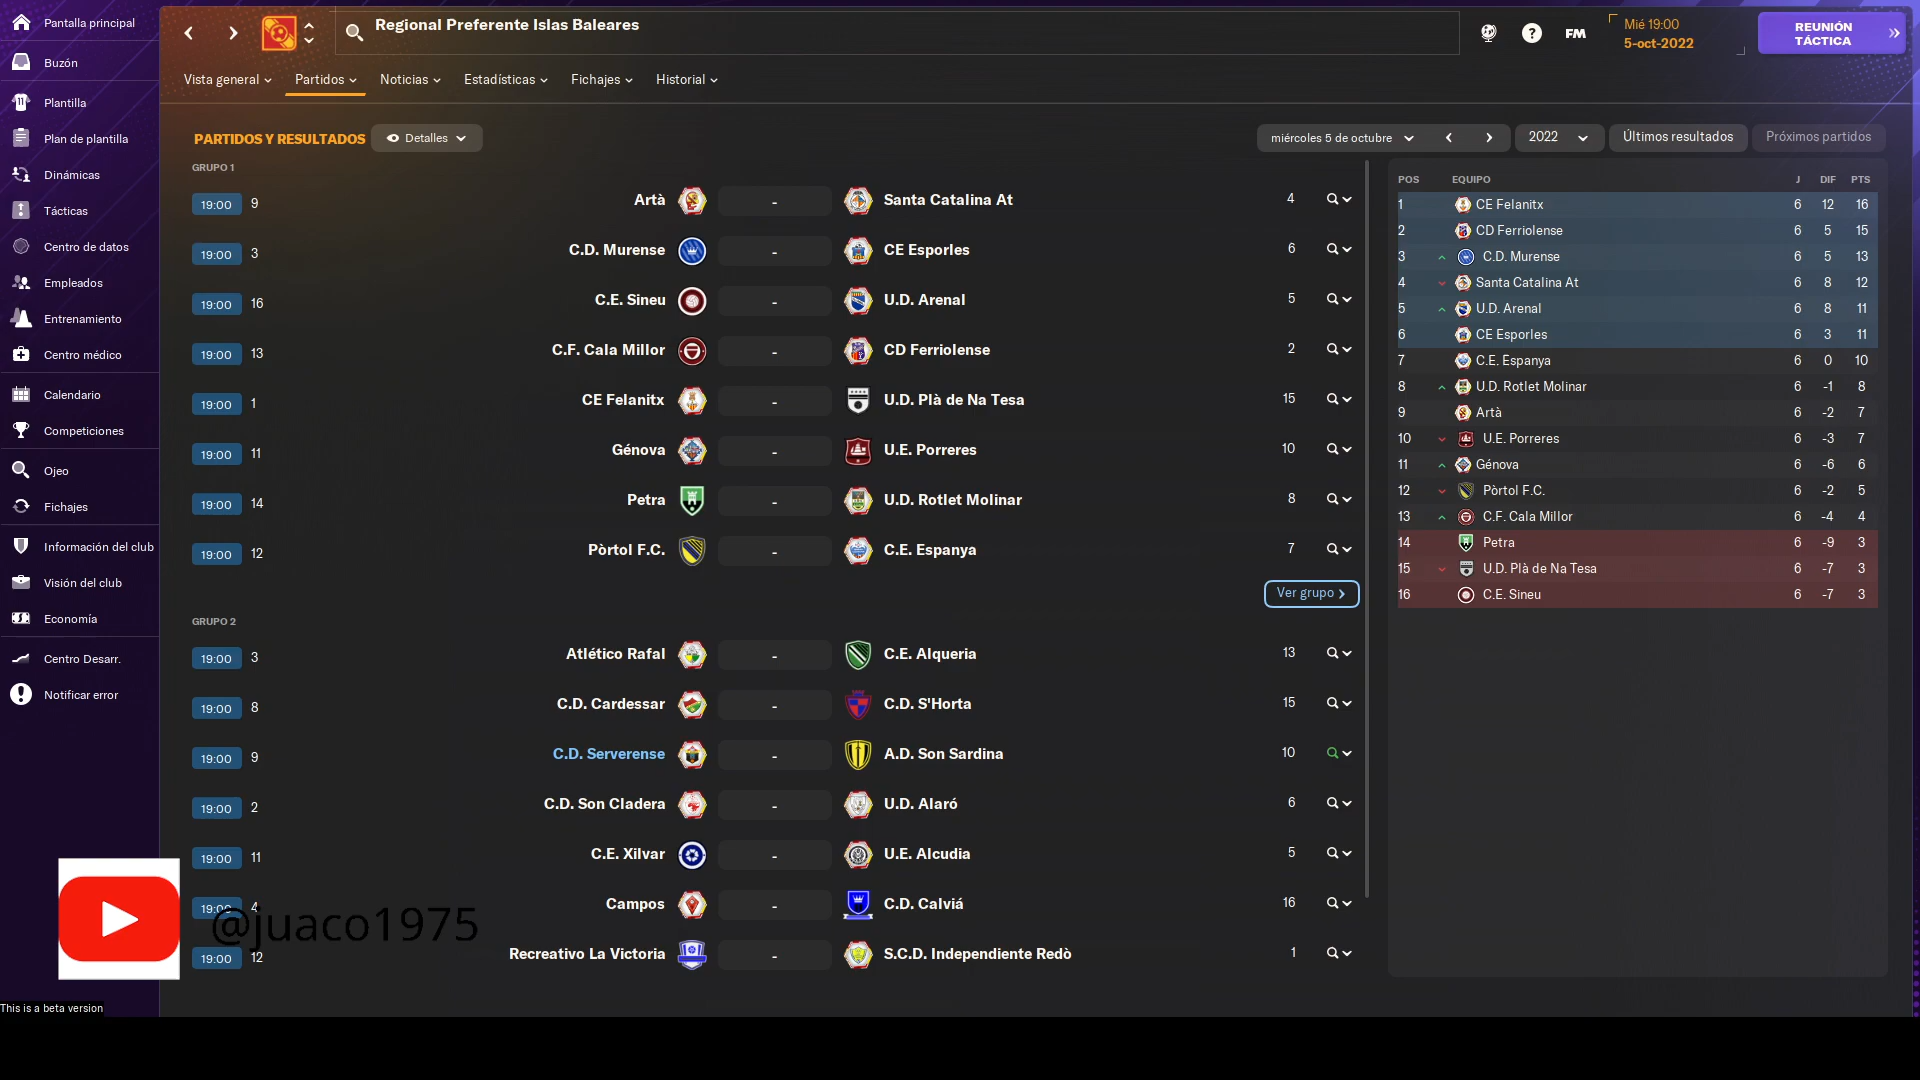 Pantalla principal
Buzón
Plantilla
Plan de plantilla
Dinámicas
Tácticas
Centro de datos
Empleados
Entrenamiento
Centro médico
Calendario
Competiciones
Ojeo
Fichajes
Información del club
Visión del club
Economía
Centro Desarr.
Notificar error
Regional Preferente Islas Baleares
FM
Mié 19:00
5-oct-2022
REUNIÓN TÁCTICA
Vista general Partidos Noticias Estadísticas Fichajes Historial
PARTIDOS Y RESULTADOS Detalles
miércoles 5 de octubre 2022 Últimos resultados Próximos partidos
GRUPO 1
19:00 9 Artà - Santa Catalina At 4
19:00 3 C.D. Murense - CE Esporles 6
19:00 16 C.E. Sineu - U.D. Arenal 5
19:00 13 C.F. Cala Millor - CD Ferriolense 2
19:00 1 CE Felanitx - U.D. Plà de Na Tesa 15
19:00 11 Génova - U.E. Porreres 10
19:00 14 Petra - U.D. Rotlet Molinar 8
19:00 12 Pòrtol F.C. - C.E. Espanya 7
Ver grupo
GRUPO 2
19:00 3 Atlético Rafal - C.E. Alqueria 13
19:00 8 C.D. Cardessar - C.D. S'Horta 15
19:00 9 C.D. Serverense - A.D. Son Sardina 10
19:00 2 C.D. Son Cladera - U.D. Alaró 6
19:00 11 C.E. Xilvar - U.E. Alcudia 5
19:00 4 Campos - C.D. Calviá 16
19:00 12 Recreativo La Victoria - S.C.D. Independiente Redò 1
POS EQUIPO J DIF PTS
1 CE Felanitx 6 12 16
2 CD Ferriolense 6 5 15
3 C.D. Murense 6 5 13
4 Santa Catalina At 6 8 12
5 U.D. Arenal 6 8 11
6 CE Esporles 6 3 11
7 C.E. Espanya 6 0 10
8 U.D. Rotlet Molinar 6 -1 8
9 Artà 6 -2 7
10 U.E. Porreres 6 -3 7
11 Génova 6 -6 6
12 Pòrtol F.C. 6 -2 5
13 C.F. Cala Millor 6 -4 4
14 Petra 6 -9 3
15 U.D. Plà de Na Tesa 6 -7 3
16 C.E. Sineu 6 -7 3
@juaco1975
This is a beta version